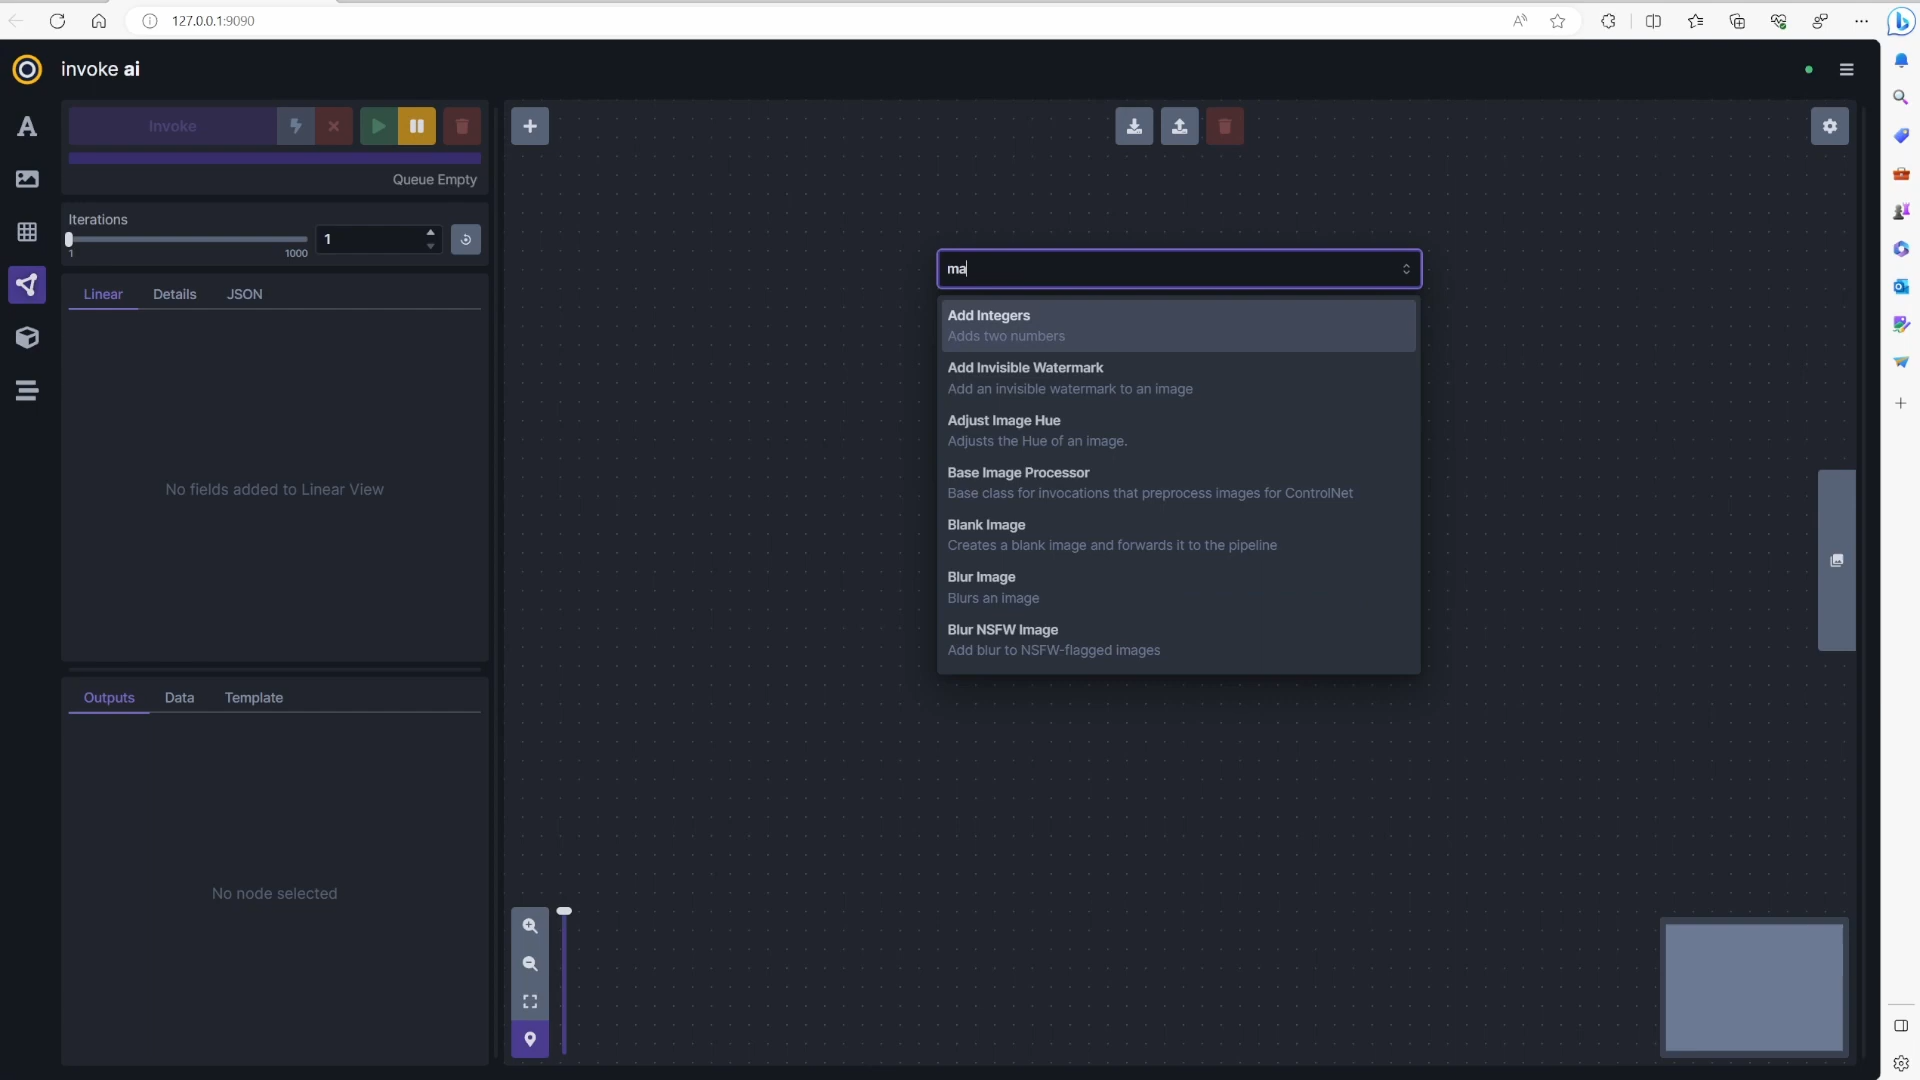 127.0.0.1:9090
invoke ai
Invoke
Queue Empty
Iterations
1
1
1000
Linear
Details
JSON
No fields added to Linear View
Outputs
Data
Template
No node selected
ma
Add Integers
Adds two numbers
Add Invisible Watermark
Add an invisible watermark to an image
Adjust Image Hue
Adjusts the Hue of an image.
Base Image Processor
Base class for invocations that preprocess images for ControlNet
Blank Image
Creates a blank image and forwards it to the pipeline
Blur Image
Blurs an image
Blur NSFW Image
Add blur to NSFW-flagged images